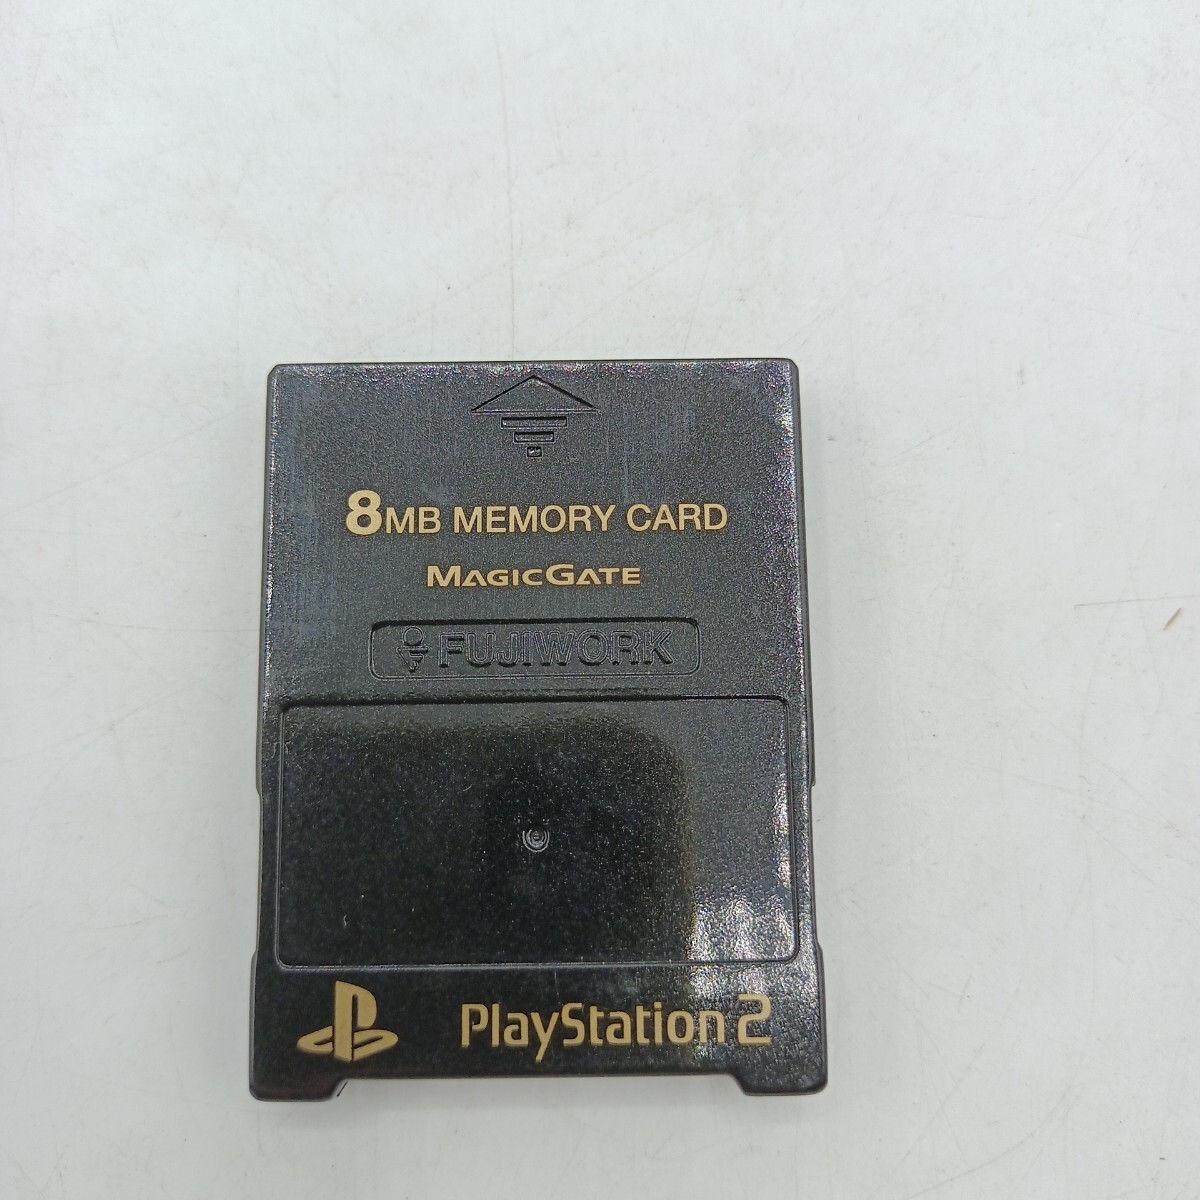 8MB MEMORY CARD
MAGICGATE
FUJIWORK
PlayStation 2